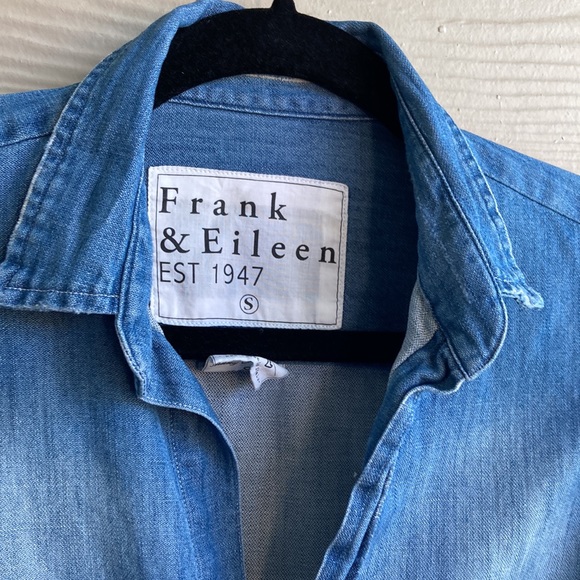 Frank
& Eileen
EST 1947
S